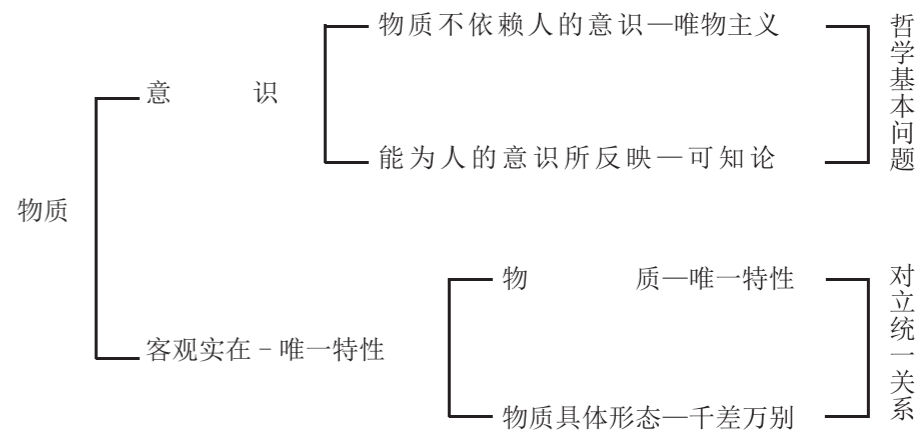 物质不依赖人的意识—唯物主义
意 识
能为人的意识所反映—可知论
哲学基本问题
物质
物 质—唯一特性
客观实在-唯一特性
物质具体形态—千差万别
对立统一关系